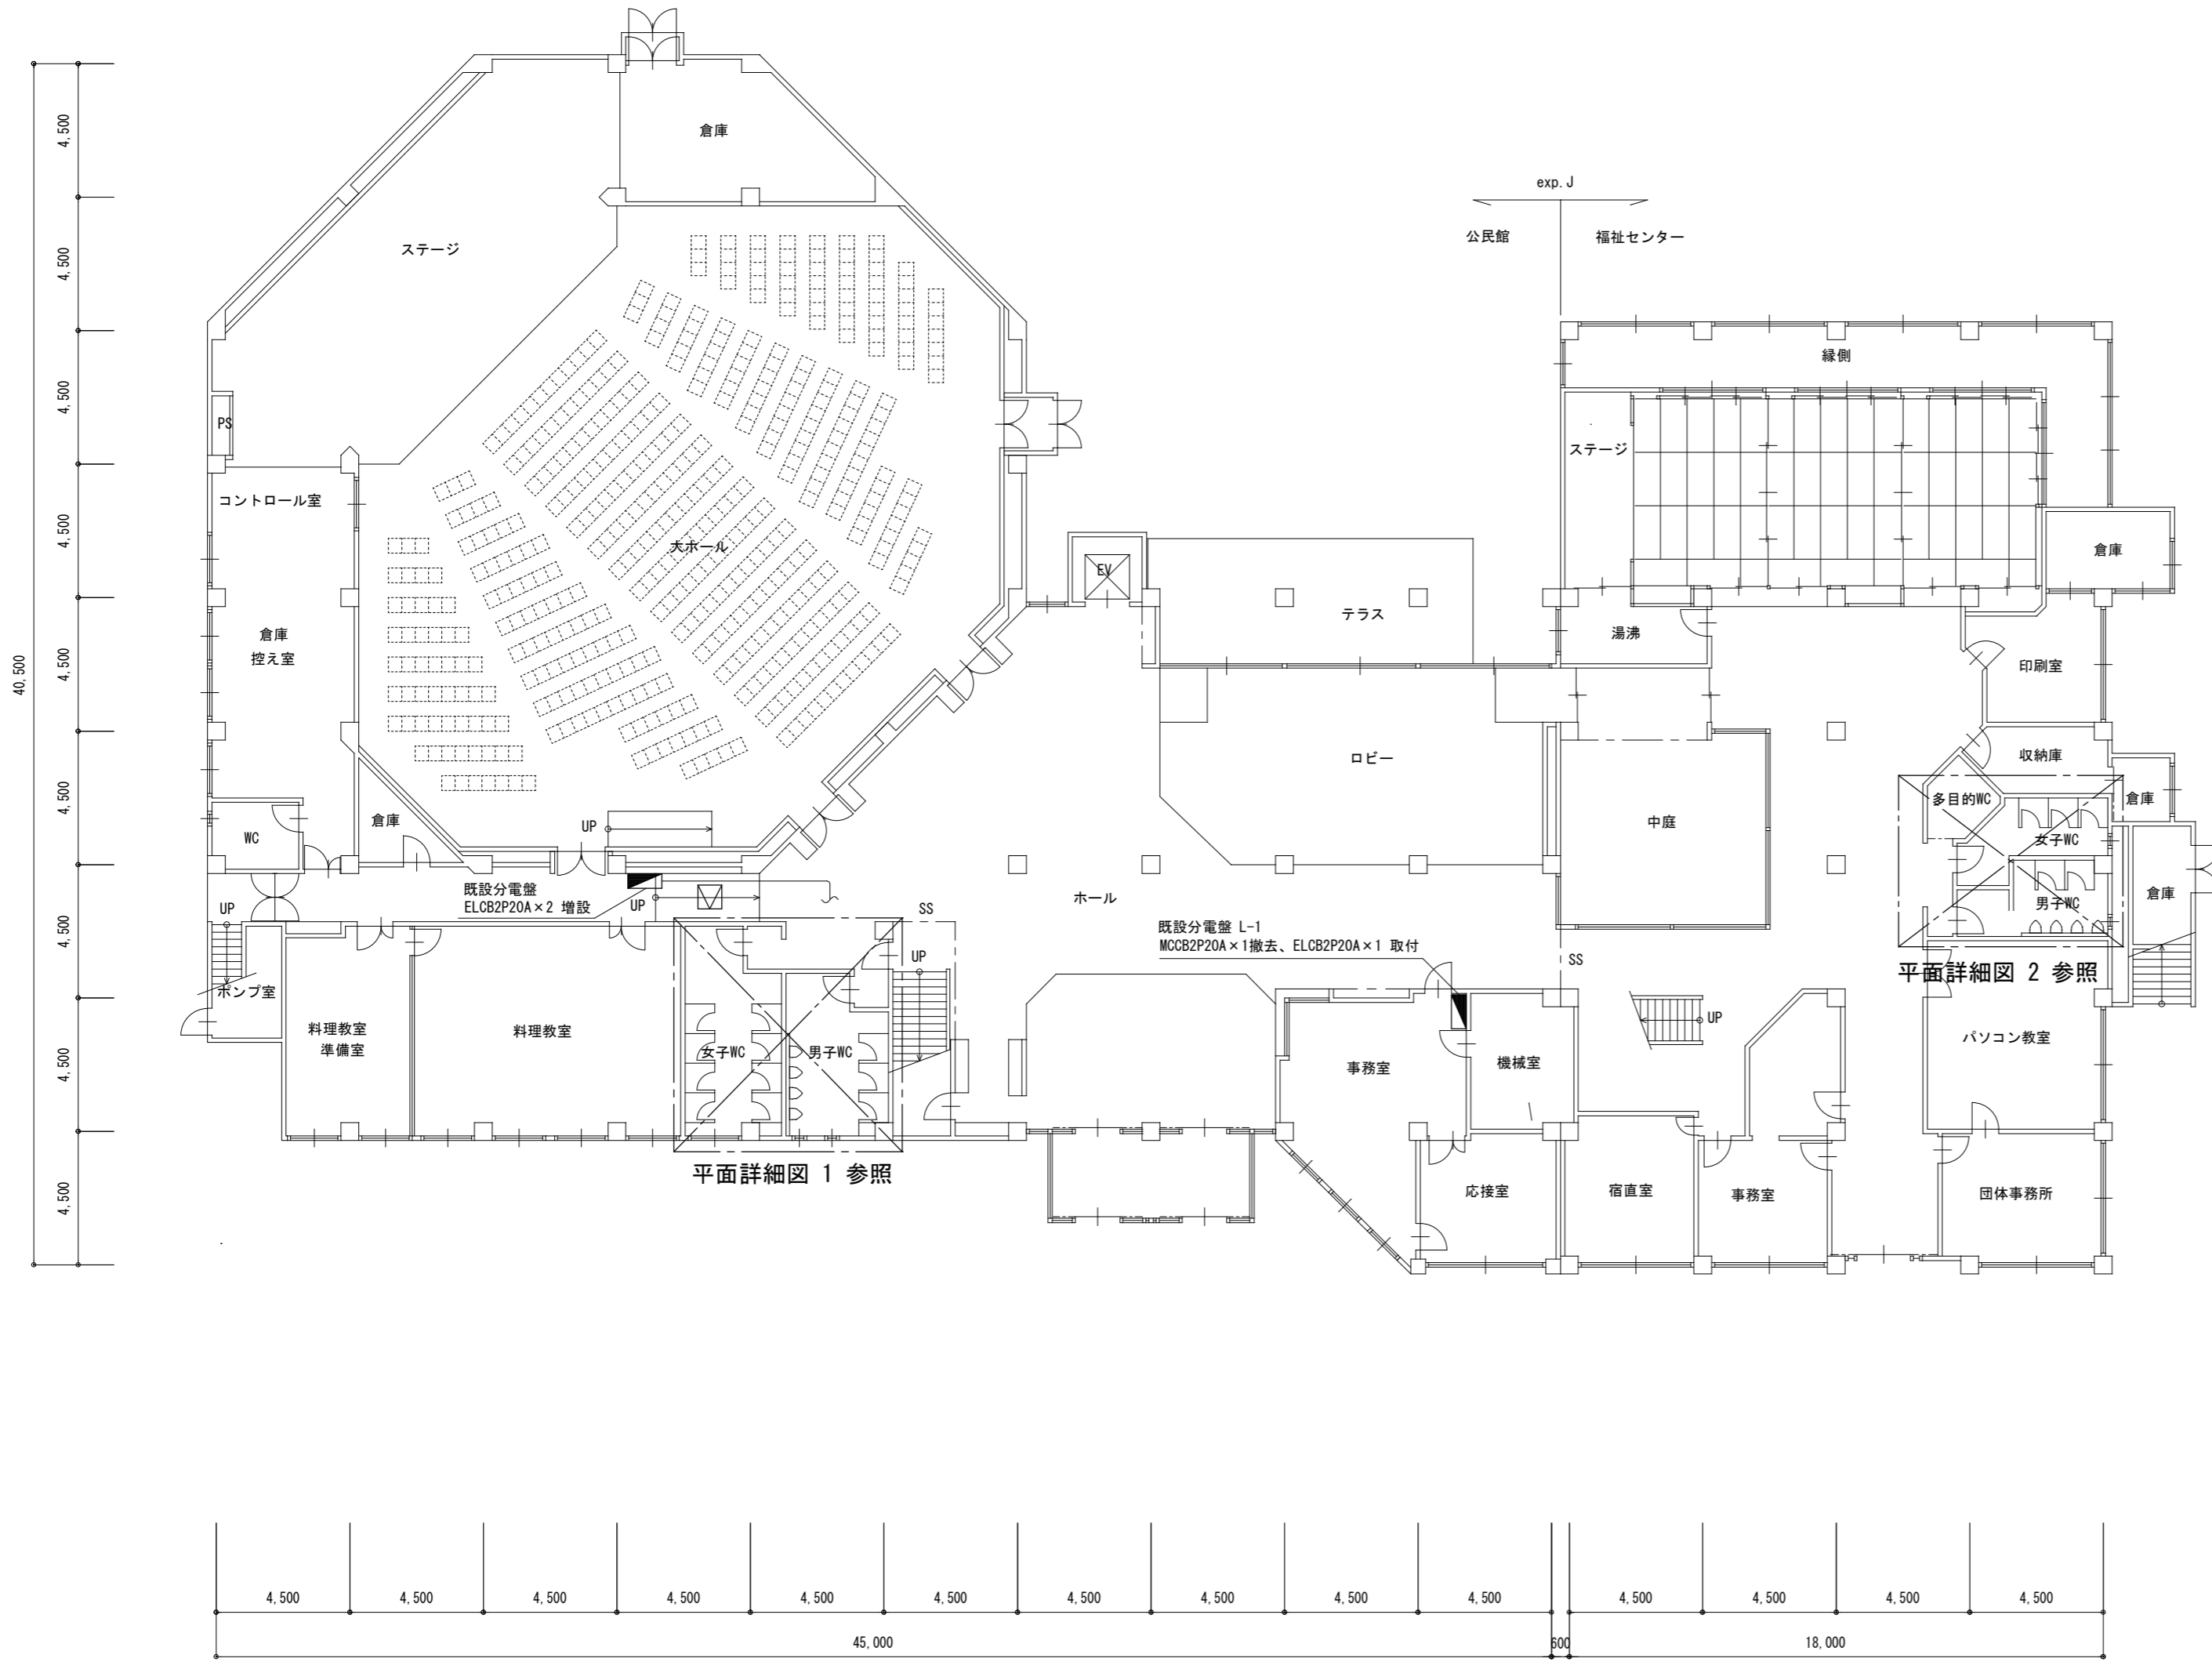 倉庫
exp.J
公民館
福祉センター
ステージ
縁側
PS
ステージ
コントロール室
大ホール
EV
倉庫
テラス
湯沸
倉庫
控え室
印刷室
ロビー
収納庫
多目的WC
倉庫
中庭
女子WC
倉庫
UP
WC
倉庫
男子WC
既設分電盤
ELCB2P20A×2 増設
UP
ホール
UP
SS
既設分電盤 L-1
MCCB2P20A×1撤去、ELCB2P20A×1 取付
UP
SS
平面詳細図 2 参照
ポンプ室
UP
料理教室
準備室
料理教室
女子WC
男子WC
事務室
機械室
パソコン教室
平面詳細図 1 参照
応接室
宿直室
事務室
団体事務所
4,500
4,500
4,500
4,500
4,500
4,500
4,500
4,500
4,500
40,500
4,500
4,500
4,500
4,500
4,500
4,500
4,500
4,500
4,500
4,500
4,500
4,500
4,500
4,500
45,000
600
18,000